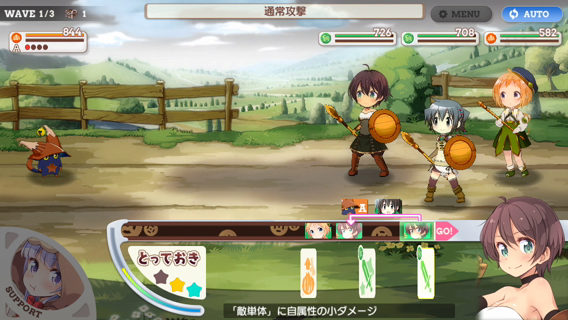 WAVE 1/3
1
通常攻撃
MENU
AUTO
844
A
726
708
582
A
GO!
とっておき
SUPPORT
「敵単体」に自属性の小ダメージ